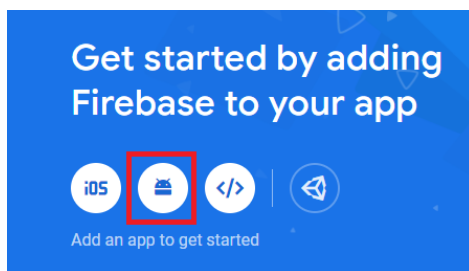 Get started by adding
Firebase to your app
iOS </>
Add an app to get started